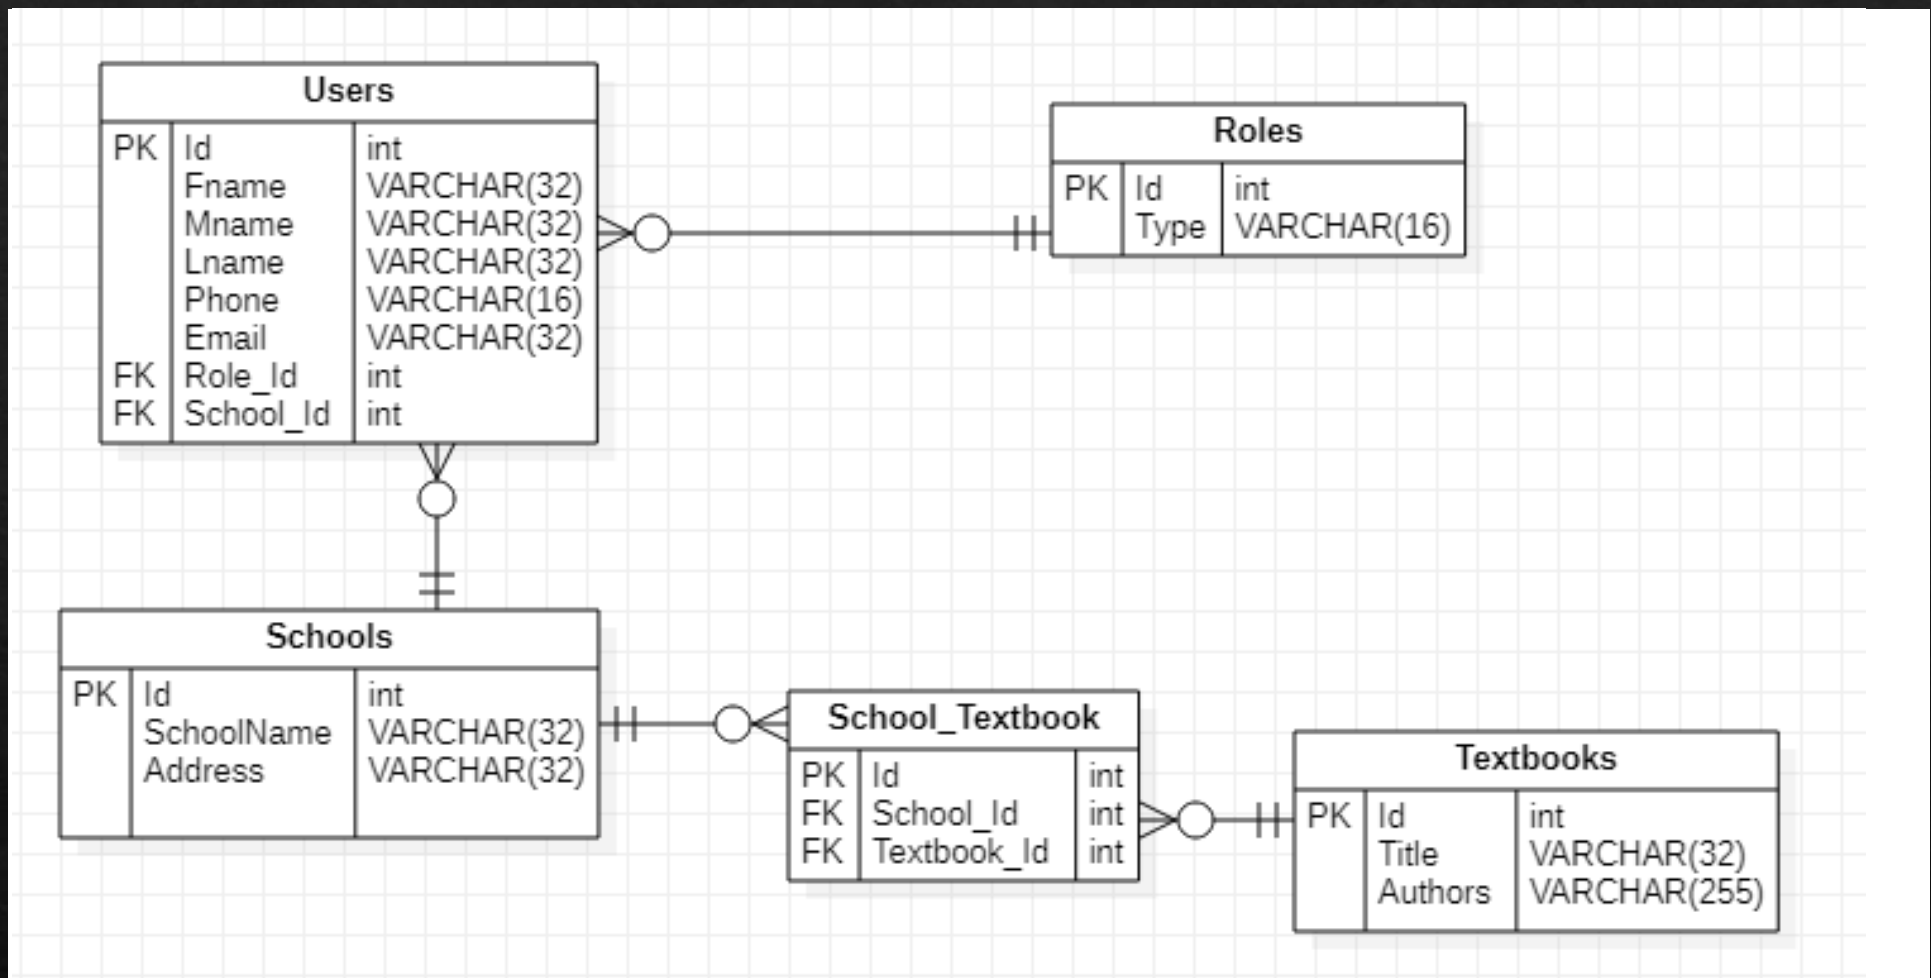 Users
PK Id int
Fname VARCHAR(32)
Mname VARCHAR(32)
Lname VARCHAR(32)
Phone VARCHAR(16)
Email VARCHAR(32)
FK Role_Id int
FK School_Id int
Roles
PK Id int
Type VARCHAR(16)
Schools
PK Id int
SchoolName VARCHAR(32)
Address VARCHAR(32)
School_Textbook
PK Id int
FK School_Id int
FK Textbook_Id int
Textbooks
PK Id int
Title VARCHAR(32)
Authors VARCHAR(255)